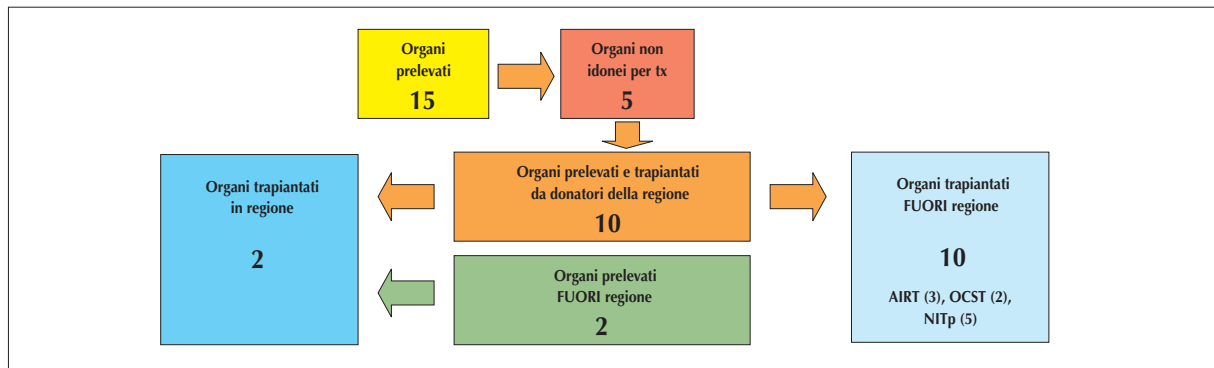 Organi
prelevati
15
Organi non
idonei per tx
5
Organi trapiantati
in regione
2
Organi prelevati e trapiantati
da donatori della regione
10
Organi prelevati
FUORI regione
2
Organi trapiantati
FUORI regione
10
AIRT (3), OCST (2),
NITp (5)